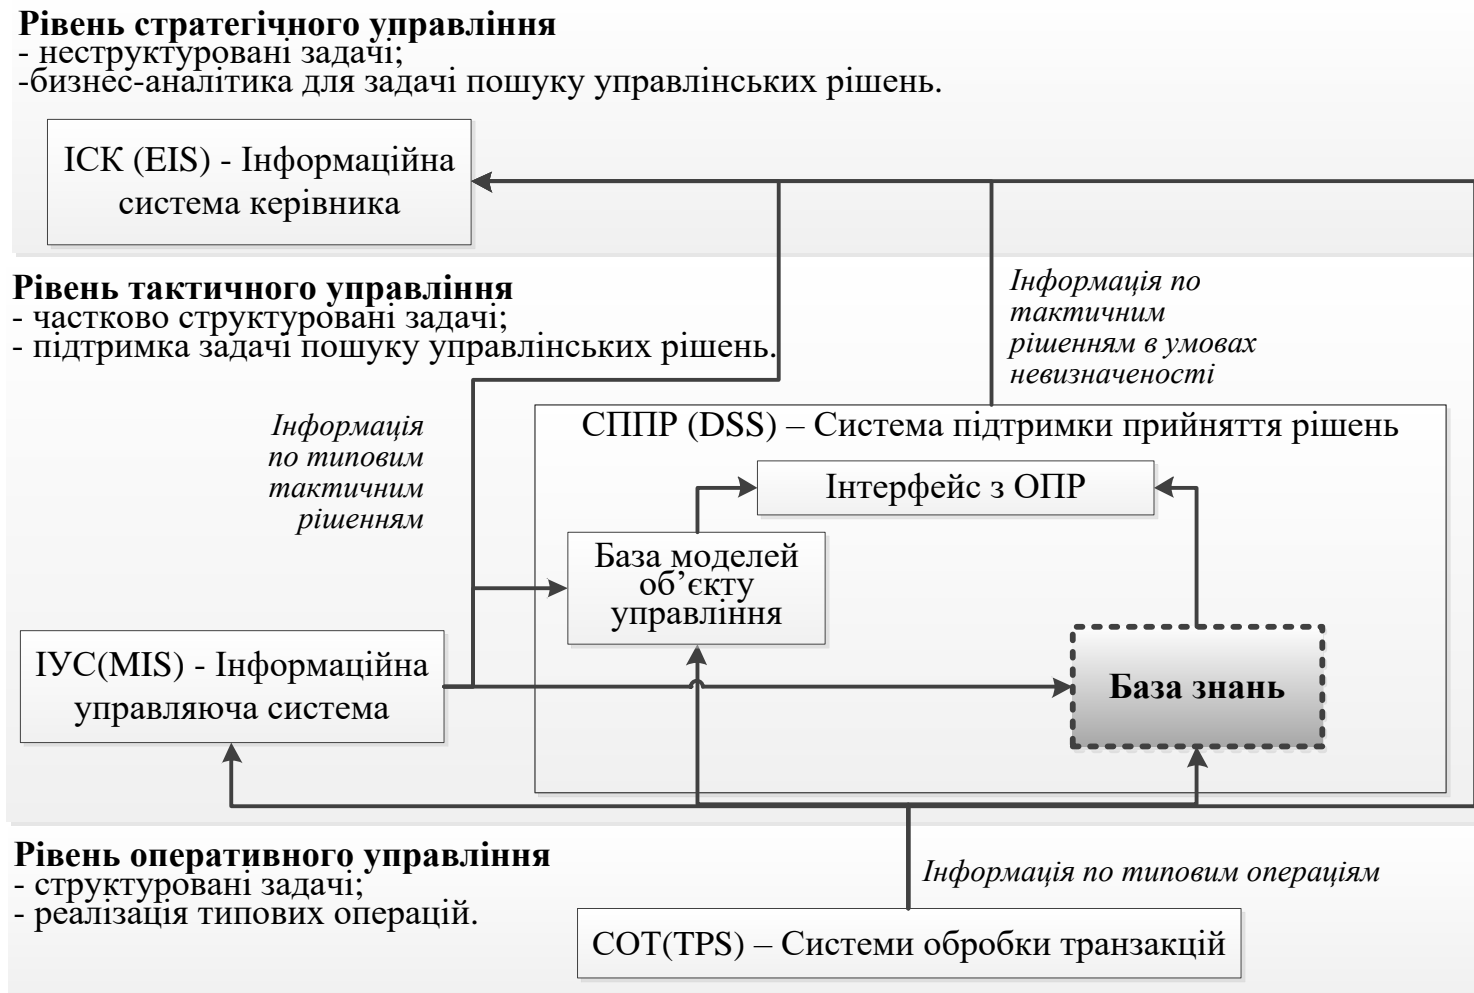 Рівень стратегічного управління
- неструктуровані задачі;
-бизнес-аналітика для задачі пошуку управлінських рішень.
ІСК (EIS) - Інформаційна
система керівника
Рівень тактичного управління
- частково структуровані задачі;
- підтримка задачі пошуку управлінських рішень.
Інформація по
тактичним
рішенням в умовах
невизначеності
Інформація
по типовим
тактичним
рішенням
СППР (DSS) – Система підтримки прийняття рішень
Інтерфейс з ОПР
База моделей
об’єкту
управління
ІУС(MIS) - Інформаційна
управляюча система
База знань
Рівень оперативного управління
- структуровані задачі;
- реалізація типових операцій.
Інформація по типовим операціям
СОТ(TPS) – Системи обробки транзакцій